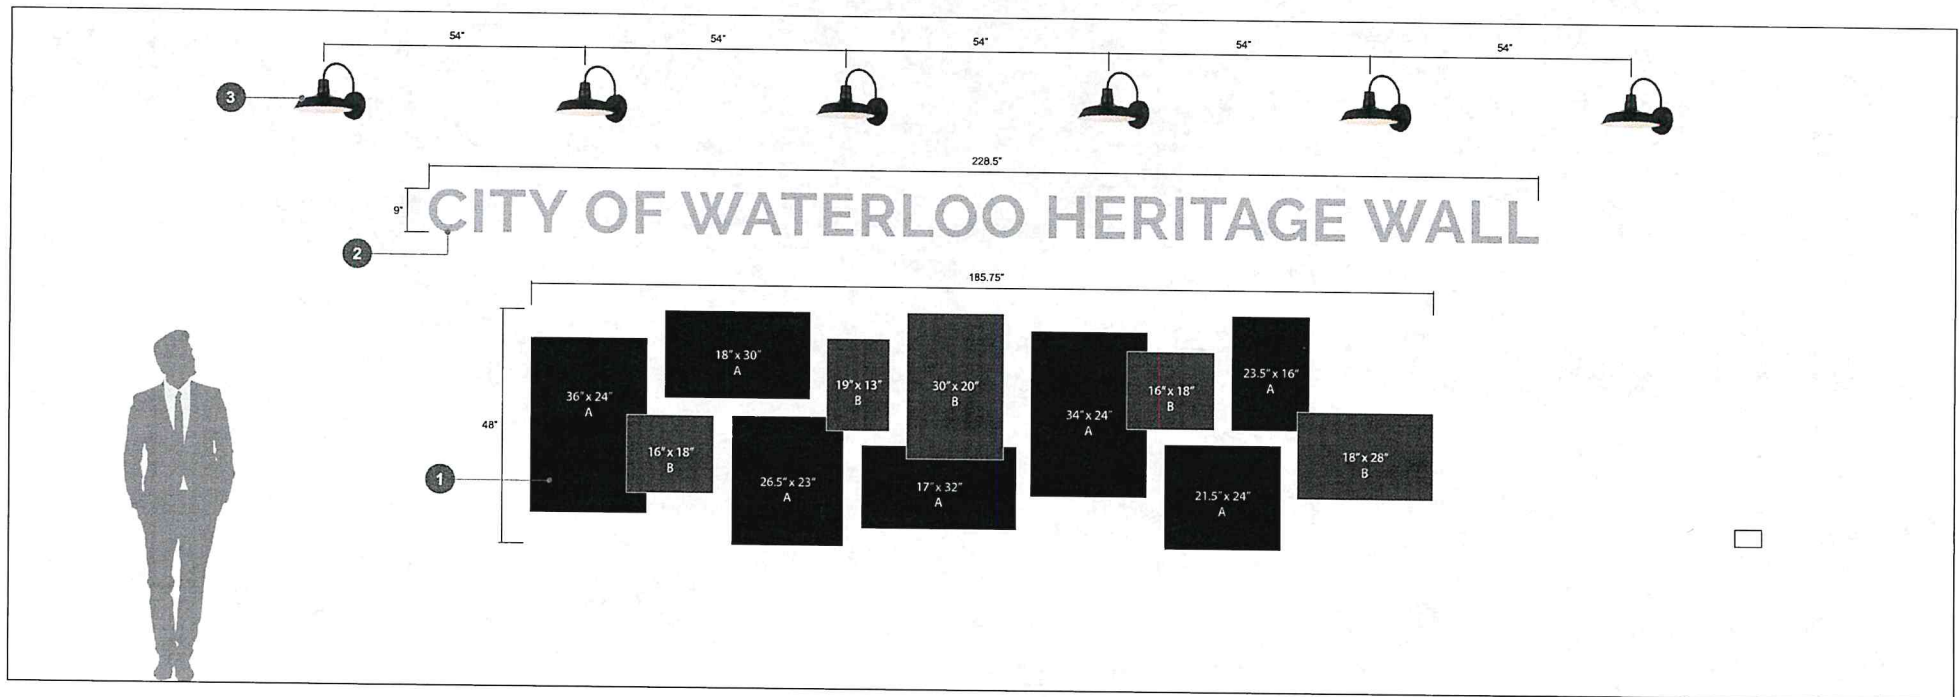 54"
54"
54"
54"
54"
3
228.5"
9"
CITY OF WATERLOO HERITAGE WALL
2
185.75"
48"
36" x 24"
A
18" x 30"
A
19" x 13"
B
30" x 20"
B
34" x 24"
A
16" x 18"
B
23.5" x 16"
A
16" x 18"
B
26.5" x 23"
A
17" x 32"
A
21.5" x 24"
A
18" x 28"
B
1